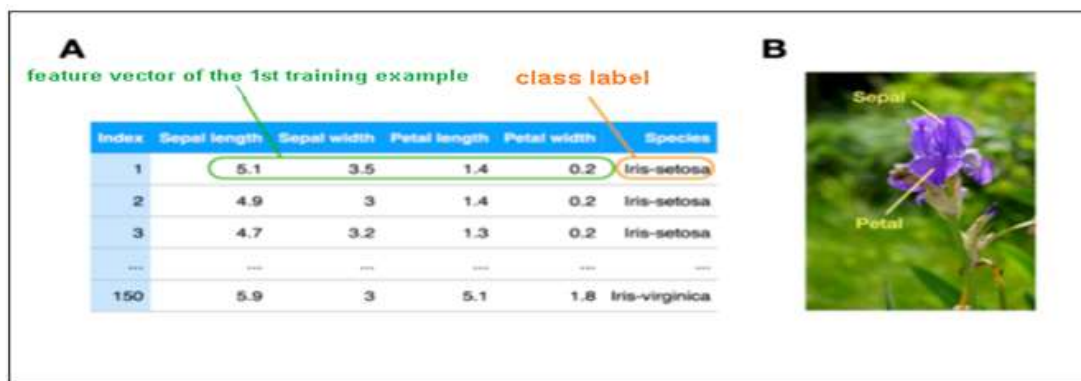 A
B
feature vector of the 1st training example
class label
Index Sepal length Sepal width Petal length Petal width Species
1 5.1 3.5 1.4 0.2 Iris-setosa
2 4.9 3 1.4 0.2 Iris-setosa
3 4.7 3.2 1.3 0.2 Iris-setosa
... ... ... ... ... ...
150 5.9 3 5.1 1.8 Iris-virginica
Sepal
Petal